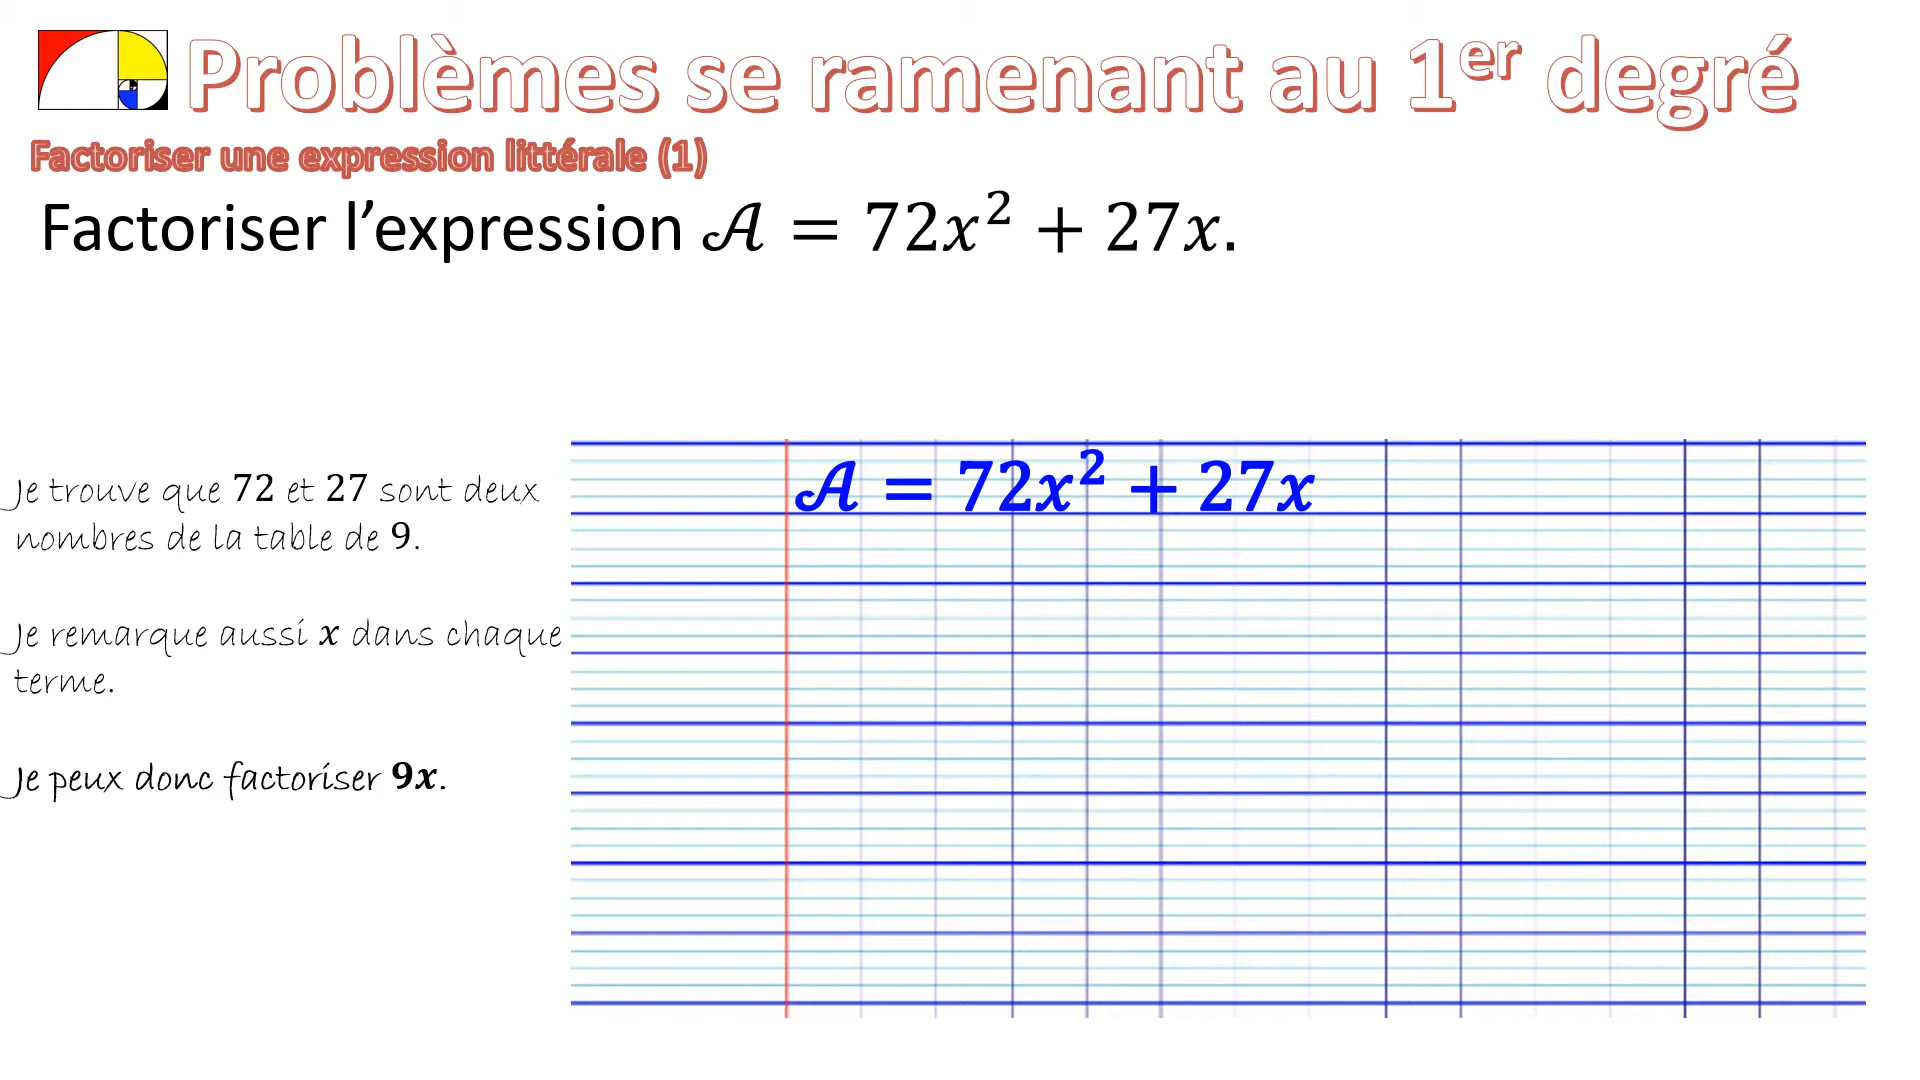 Problèmes se ramenant au 1er degré
Factoriser une expression littérale (1)
Factoriser l’expression 𝒜 = 72x² + 27x.
𝒜 = 72x² + 27x
Je trouve que 72 et 27 sont deux
nombres de la table de 9.
Je remarque aussi x dans chaque
terme.
Je peux donc factoriser 9x.